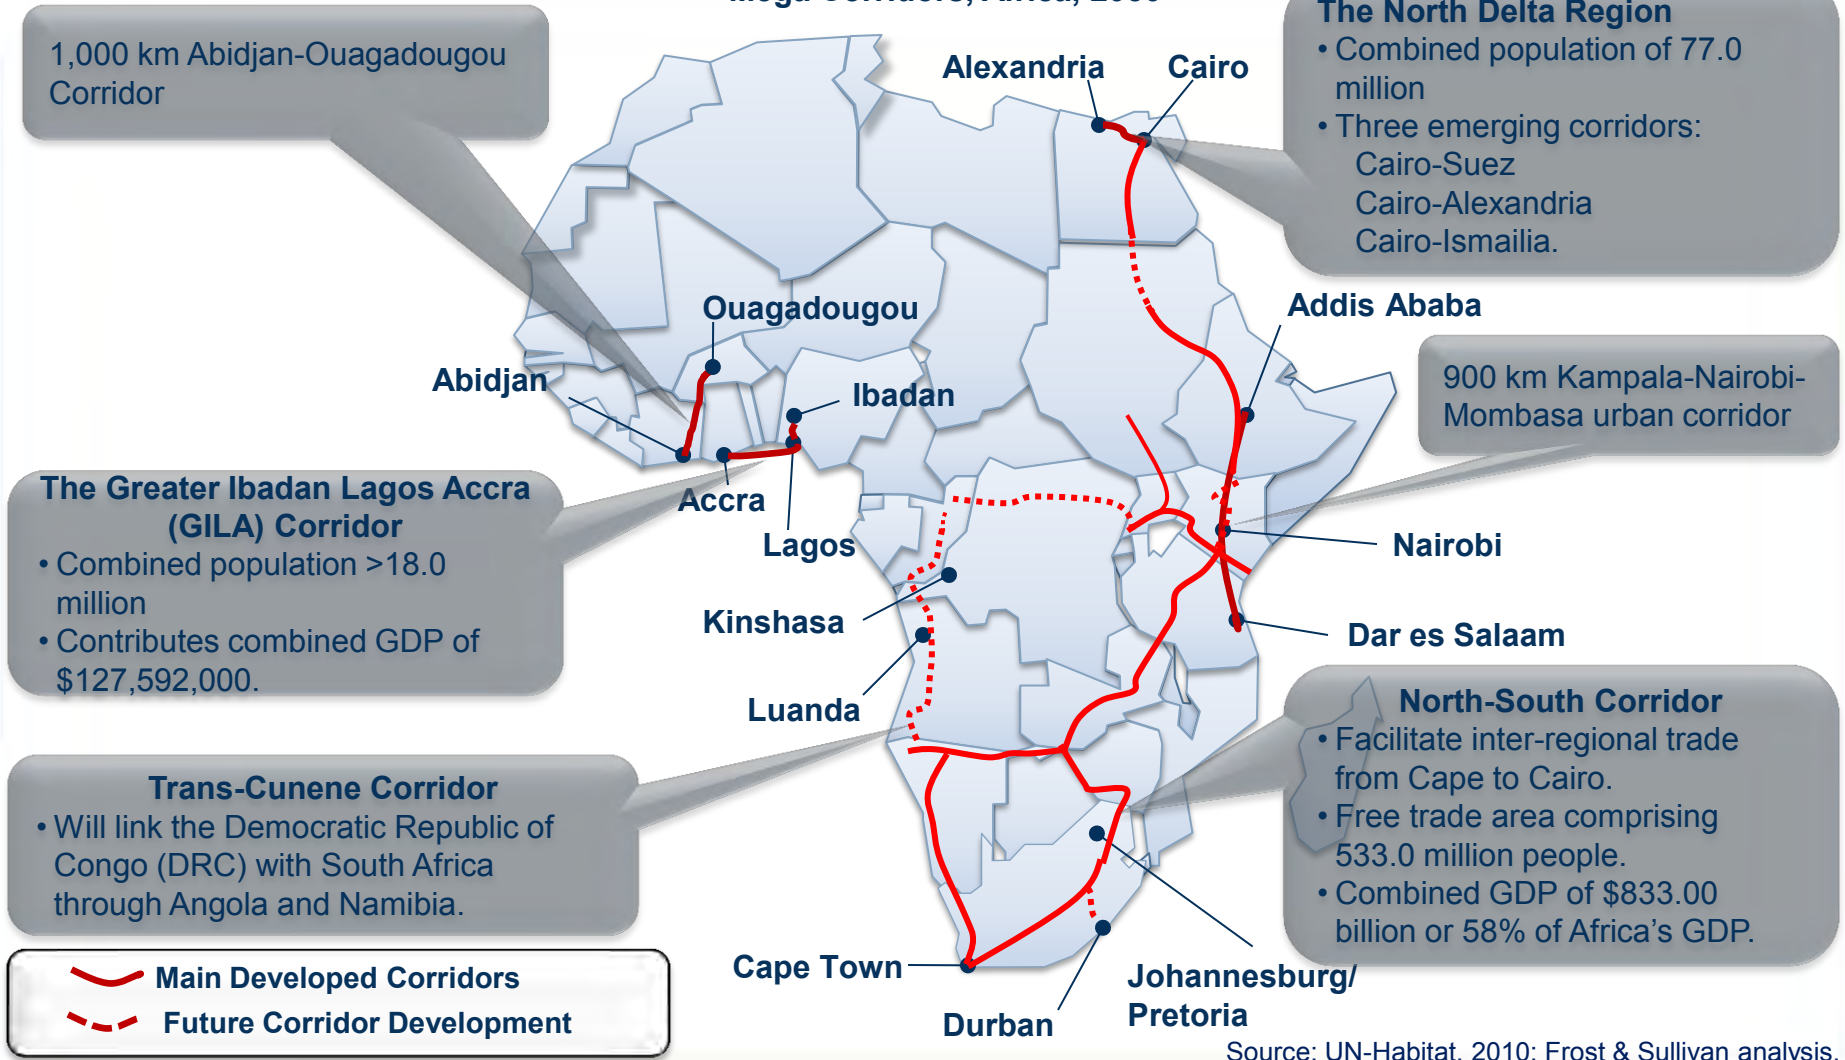 Mega Corridors, Africa, 2030
1,000 km Abidjan-Ouagadougou
Corridor
The North Delta Region
• Combined population of 77.0
million
• Three emerging corridors:
Cairo-Suez
Cairo-Alexandria
Cairo-Ismailia.
Alexandria
Cairo
Ouagadougou
Addis Ababa
Abidjan
Ibadan
900 km Kampala-Nairobi-
Mombasa urban corridor
The Greater Ibadan Lagos Accra
(GILA) Corridor
• Combined population >18.0
million
• Contributes combined GDP of
$127,592,000.
Accra
Lagos
Nairobi
Kinshasa
Dar es Salaam
Luanda
North-South Corridor
• Facilitate inter-regional trade
from Cape to Cairo.
• Free trade area comprising
533.0 million people.
• Combined GDP of $833.00
billion or 58% of Africa's GDP.
Trans-Cunene Corridor
• Will link the Democratic Republic of
Congo (DRC) with South Africa
through Angola and Namibia.
Main Developed Corridors
Future Corridor Development
Cape Town
Durban
Johannesburg/
Pretoria
Source: UN-Habitat, 2010; Frost & Sullivan analysis.